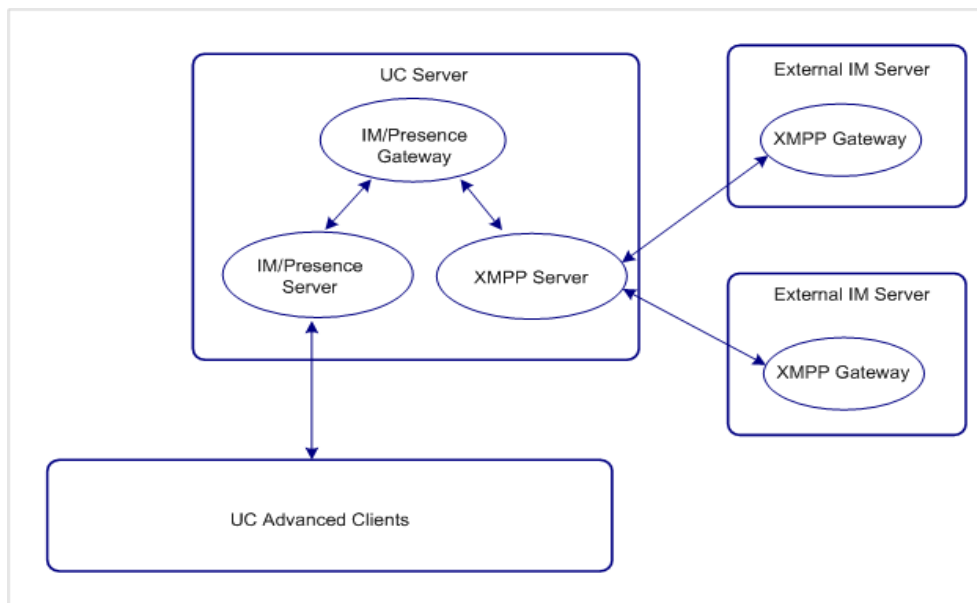 UC Server
IM/Presence
Gateway
IM/Presence
Server
XMPP Server
External IM Server
XMPP Gateway
External IM Server
XMPP Gateway
UC Advanced Clients